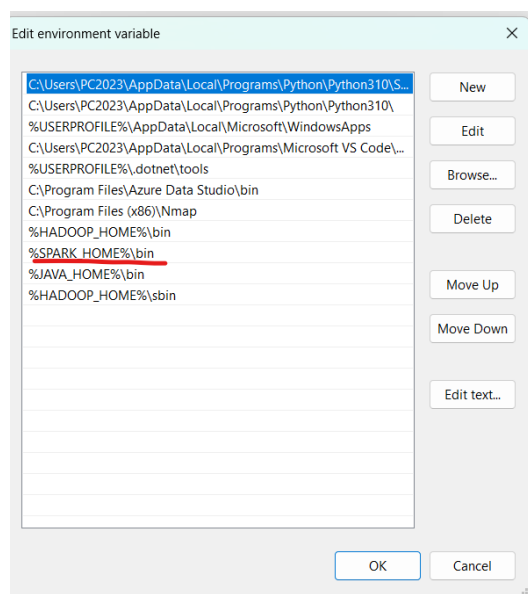 Edit environment variable
C:\Users\PC2023\AppData\Local\Programs\Python\Python310\S...
New
C:\Users\PC2023\AppData\Local\Programs\Python\Python310\
%USERPROFILE%\AppData\Local\Microsoft\WindowsApps
Edit
C:\Users\PC2023\AppData\Local\Programs\Microsoft VS Code\...
%USERPROFILE%\.dotnet\tools
Browse...
C:\Program Files\Azure Data Studio\bin
C:\Program Files (x86)\Nmap
Delete
%HADOOP_HOME%\bin
%SPARK_HOME%\bin
%JAVA_HOME%\bin
Move Up
%HADOOP_HOME%\sbin
Move Down
Edit text...
OK
Cancel